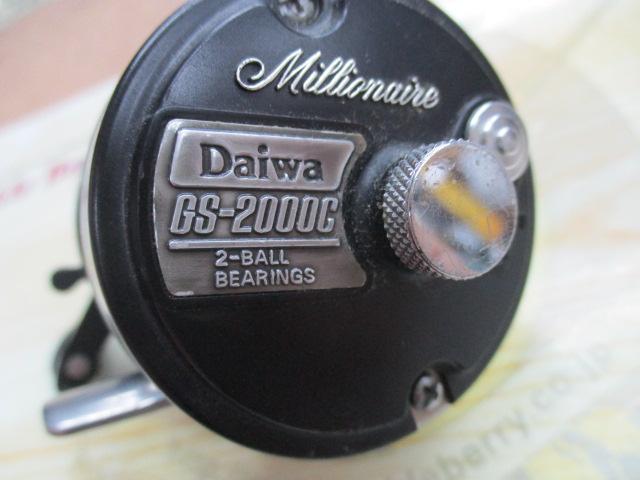 Millionaire
Daiwa
GS-2000C
2-BALL
BEARINGS